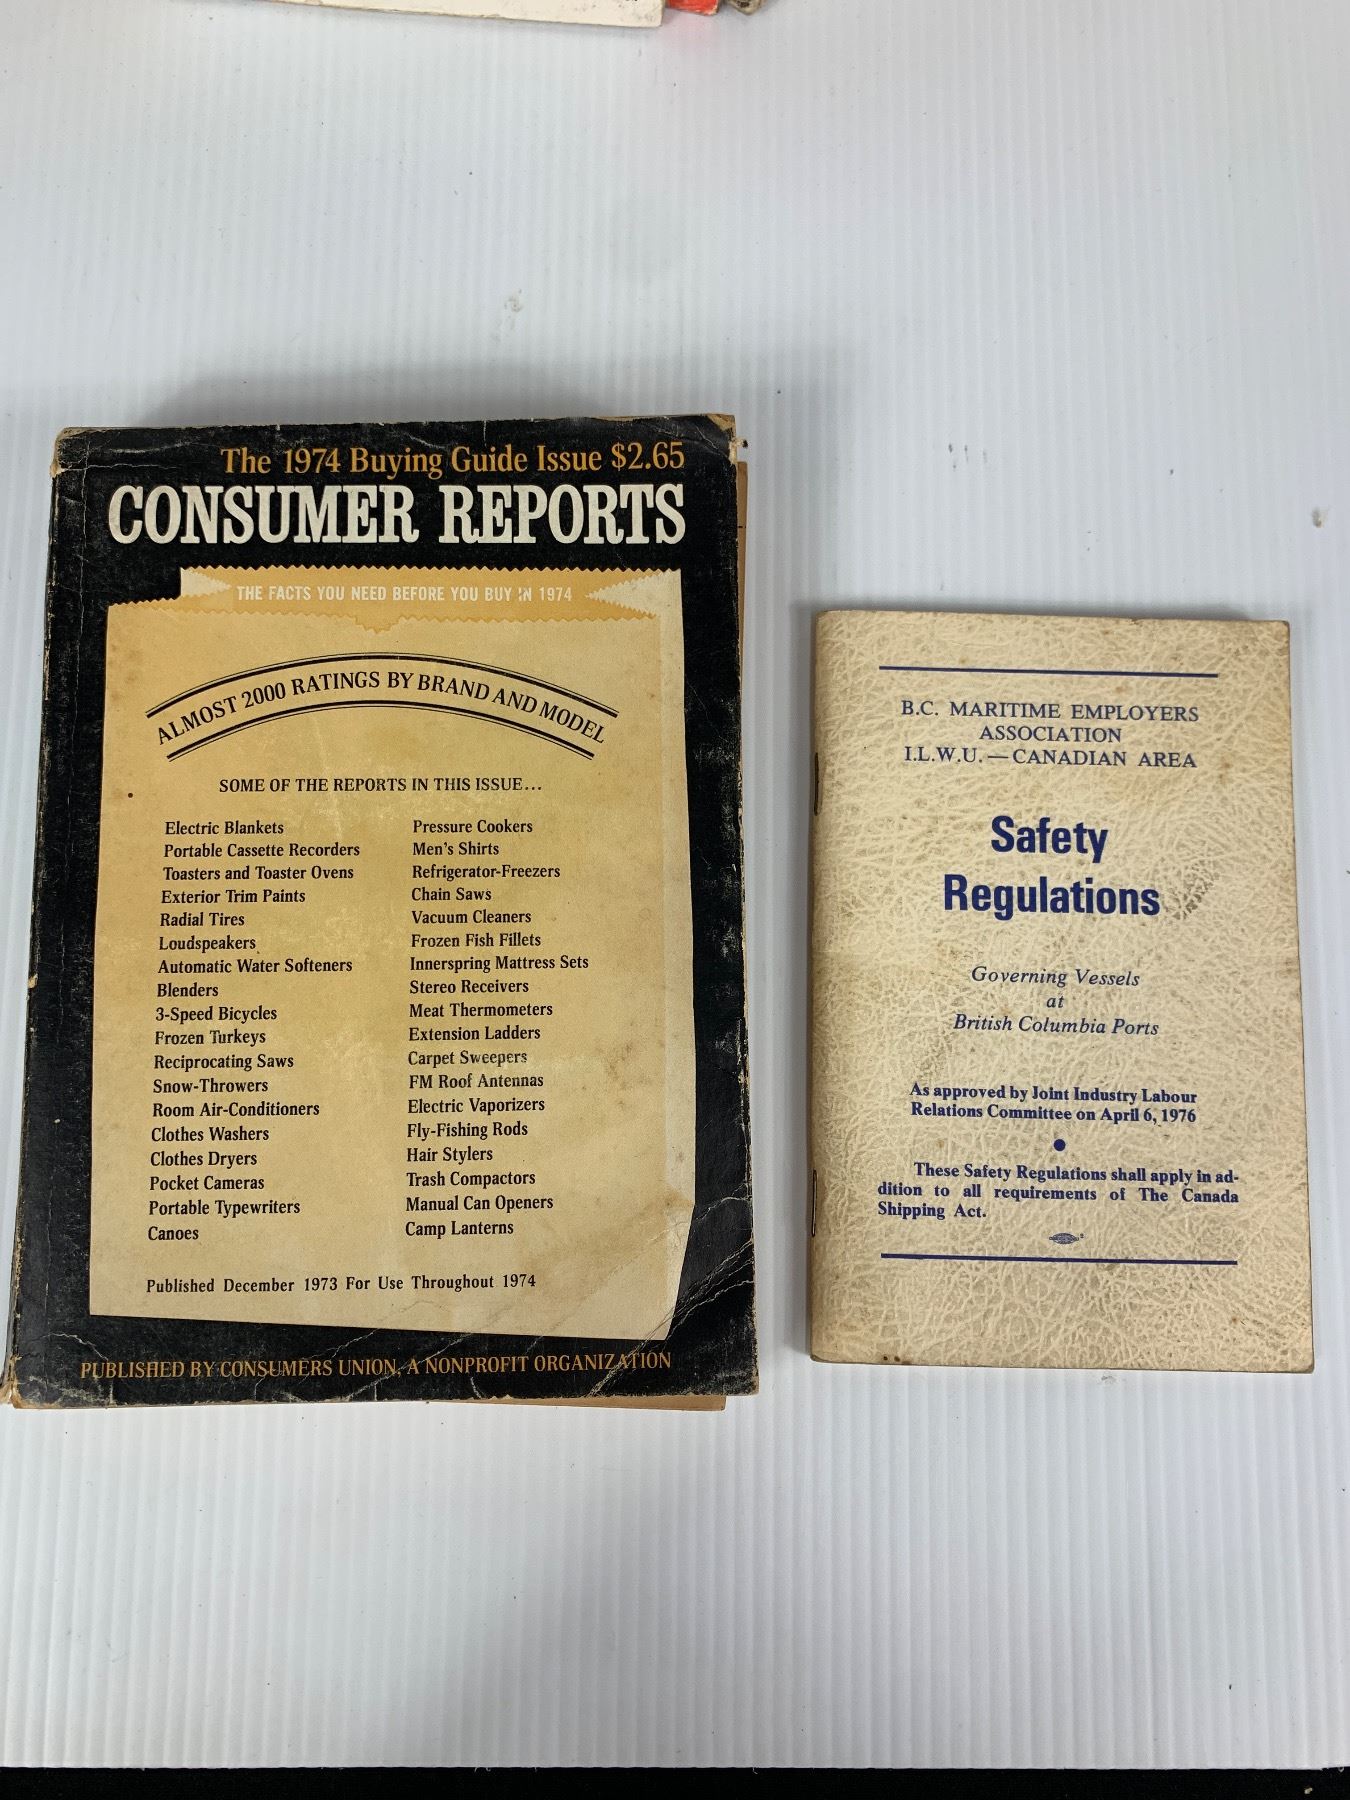 The 1974 Buying Guide Issue $2.65
CONSUMER REPORTS
THE FACTS YOU NEED BEFORE YOU BUY IN 1974
ALMOST 2000 RATINGS BY BRAND AND MODEL
SOME OF THE REPORTS IN THIS ISSUE...
Electric Blankets
Portable Cassette Recorders
Toasters and Toaster Ovens
Exterior Trim Paints
Radial Tires
Loudspeakers
Automatic Water Softeners
Blenders
3-Speed Bicycles
Frozen Turkeys
Reciprocating Saws
Snow-Throwers
Room Air-Conditioners
Clothes Washers
Clothes Dryers
Pocket Cameras
Portable Typewriters
Canoes
Pressure Cookers
Men's Shirts
Refrigerator-Freezers
Chain Saws
Vacuum Cleaners
Frozen Fish Fillets
Innerspring Mattress Sets
Stereo Receivers
Meat Thermometers
Extension Ladders
Carpet Sweepers
FM Roof Antennas
Electric Vaporizers
Fly-Fishing Rods
Hair Stylers
Trash Compactors
Manual Can Openers
Camp Lanterns
Published December 1973 For Use Throughout 1974
PUBLISHED BY CONSUMERS UNION, A NONPROFIT ORGANIZATION
B.C. MARITIME EMPLOYERS
ASSOCIATION
I.L.W.U. — CANADIAN AREA
Safety
Regulations
Governing Vessels
at
British Columbia Ports
As approved by Joint Industry Labour
Relations Committee on April 6, 1976
These Safety Regulations shall apply in ad-
dition to all requirements of The Canada
Shipping Act.